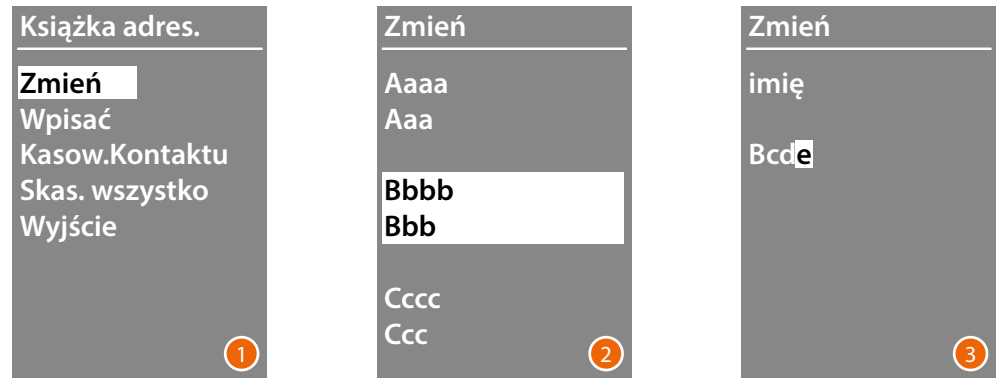 Książka adres.
Zmień
Wpisać
Kasow.Kontaktu
Skas. wszystko
Wyjście
1
Zmień
Aaaa
Aaa
Bbbb
Bbb
Cccc
Ccc
2
Zmień
imię
Bcde
3